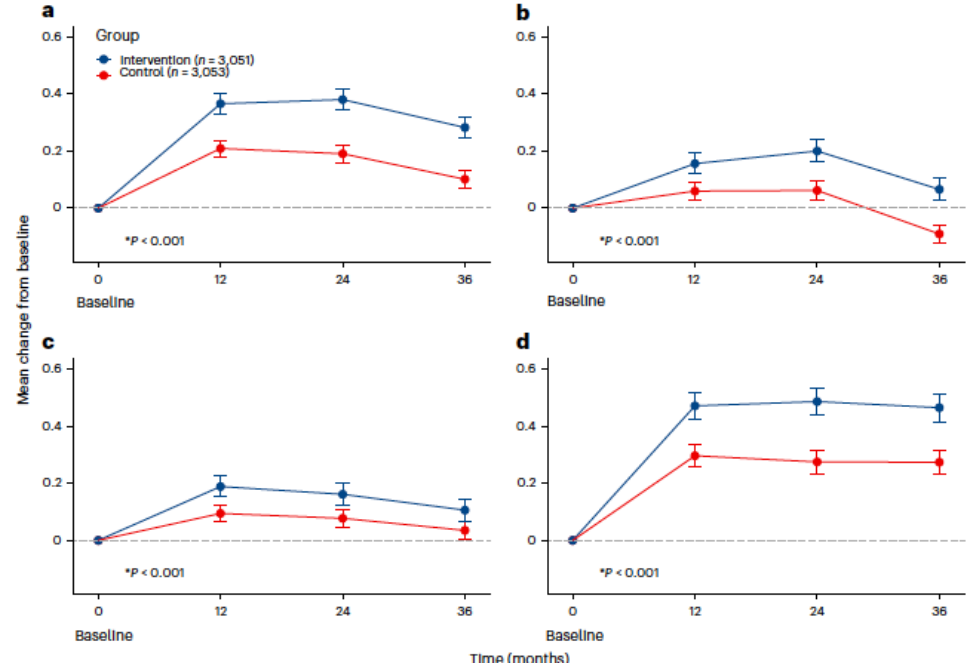 a
0.6
Group
Intervention (n = 3,051)
Control (n = 3,053)
0.4
0.2
0
*P < 0.001
0 12 24 36
Baseline
b
0.6
0.4
0.2
0
*P < 0.001
0 12 24 36
Baseline
Mean change from baseline
c
0.6
0.4
0.2
0
*P < 0.001
0 12 24 36
Baseline
d
0.6
0.4
0.2
0
*P < 0.001
0 12 24 36
Baseline
Time (months)